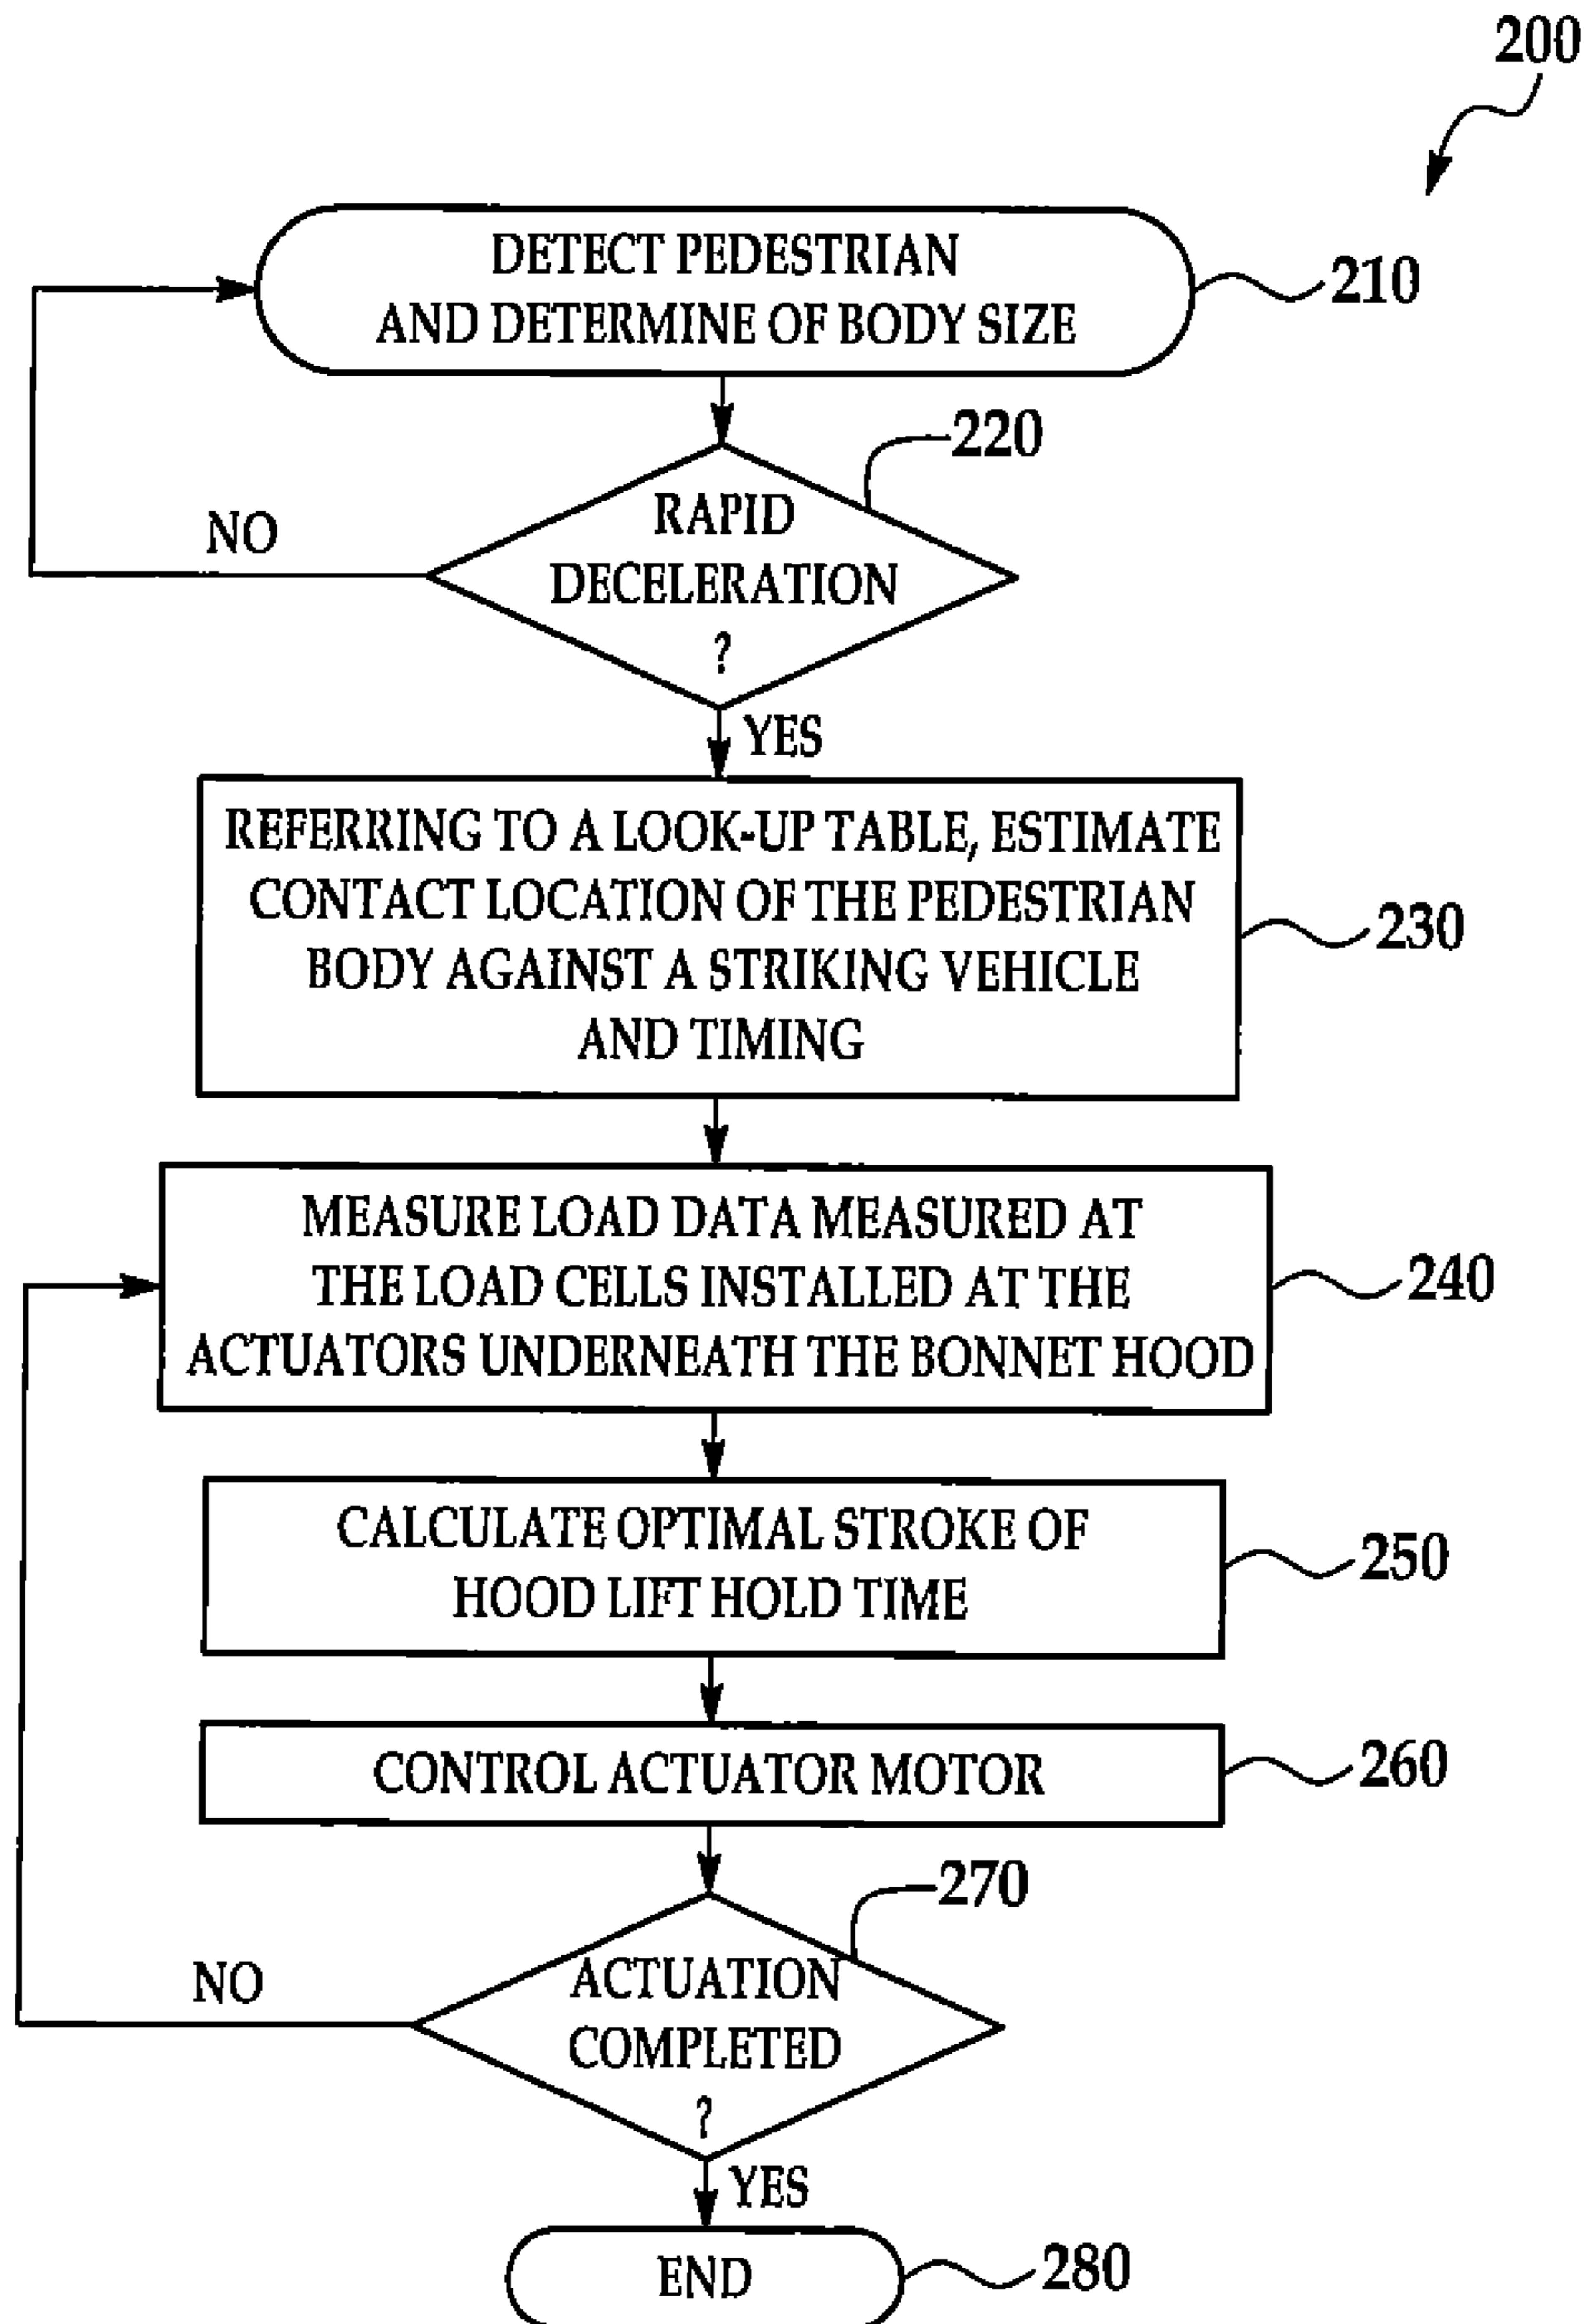 200
DETECT PEDESTRIAN
AND DETERMINE OF BODY SIZE
210
220
RAPID
DECELERATION
?
NO
YES
REFERRING TO A LOOK-UP TABLE, ESTIMATE
CONTACT LOCATION OF THE PEDESTRIAN
BODY AGAINST A STRIKING VEHICLE
AND TIMING
230
MEASURE LOAD DATA MEASURED AT
THE LOAD CELLS INSTALLED AT THE
ACTUATORS UNDERNEATH THE BONNET HOOD
240
CALCULATE OPTIMAL STROKE OF
HOOD LIFT HOLD TIME
250
CONTROL ACTUATOR MOTOR
260
270
ACTUATION
COMPLETED
?
NO
YES
END
280